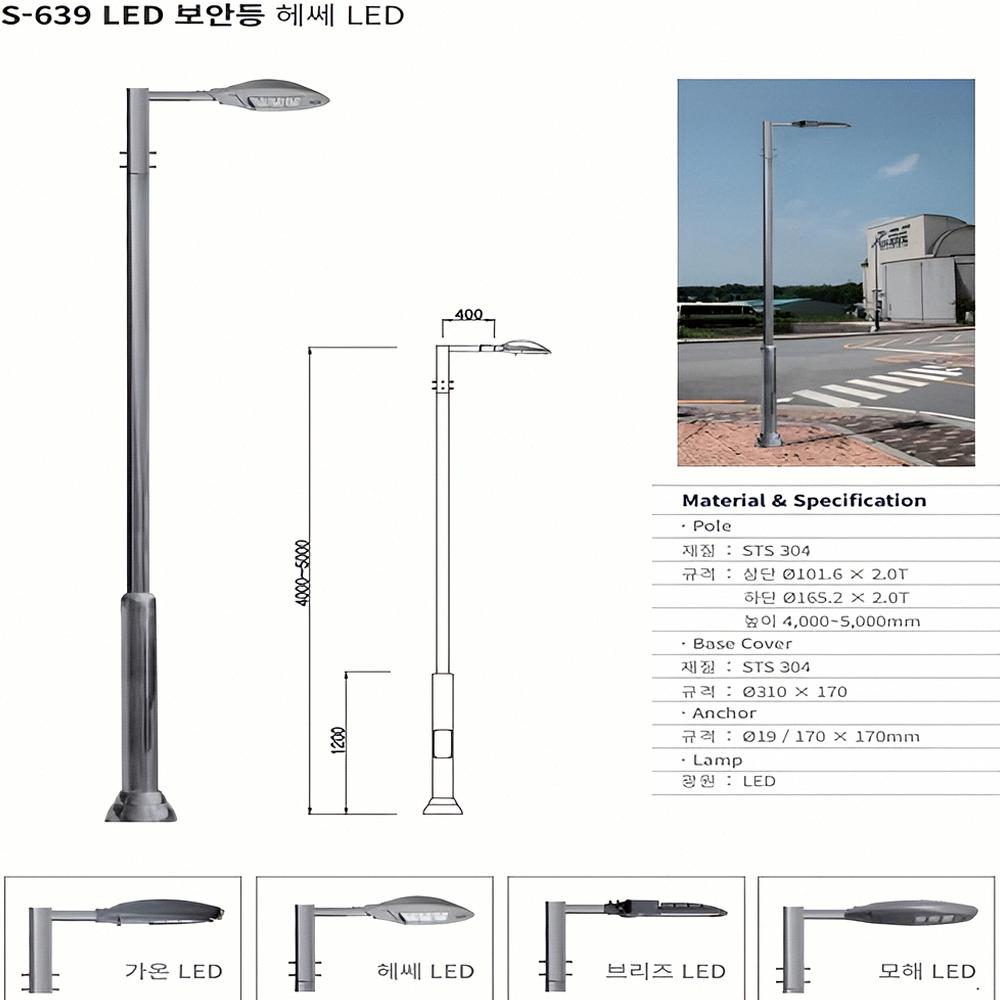 S-639 LED 보안등 헤쎄 LED
400
4000~5000
1200
Material & Specification
· Pole
재질 : STS 304
규격 : 상단 Ø101.6 × 2.0T
하단 Ø165.2 × 2.0T
높이 4,000~5,000mm
· Base Cover
재질 : STS 304
규격 : Ø310 × 170
· Anchor
규격 : Ø19 / 170 × 170mm
· Lamp
광원 : LED
가온 LED
헤쎄 LED
브리즈 LED
모해 LED